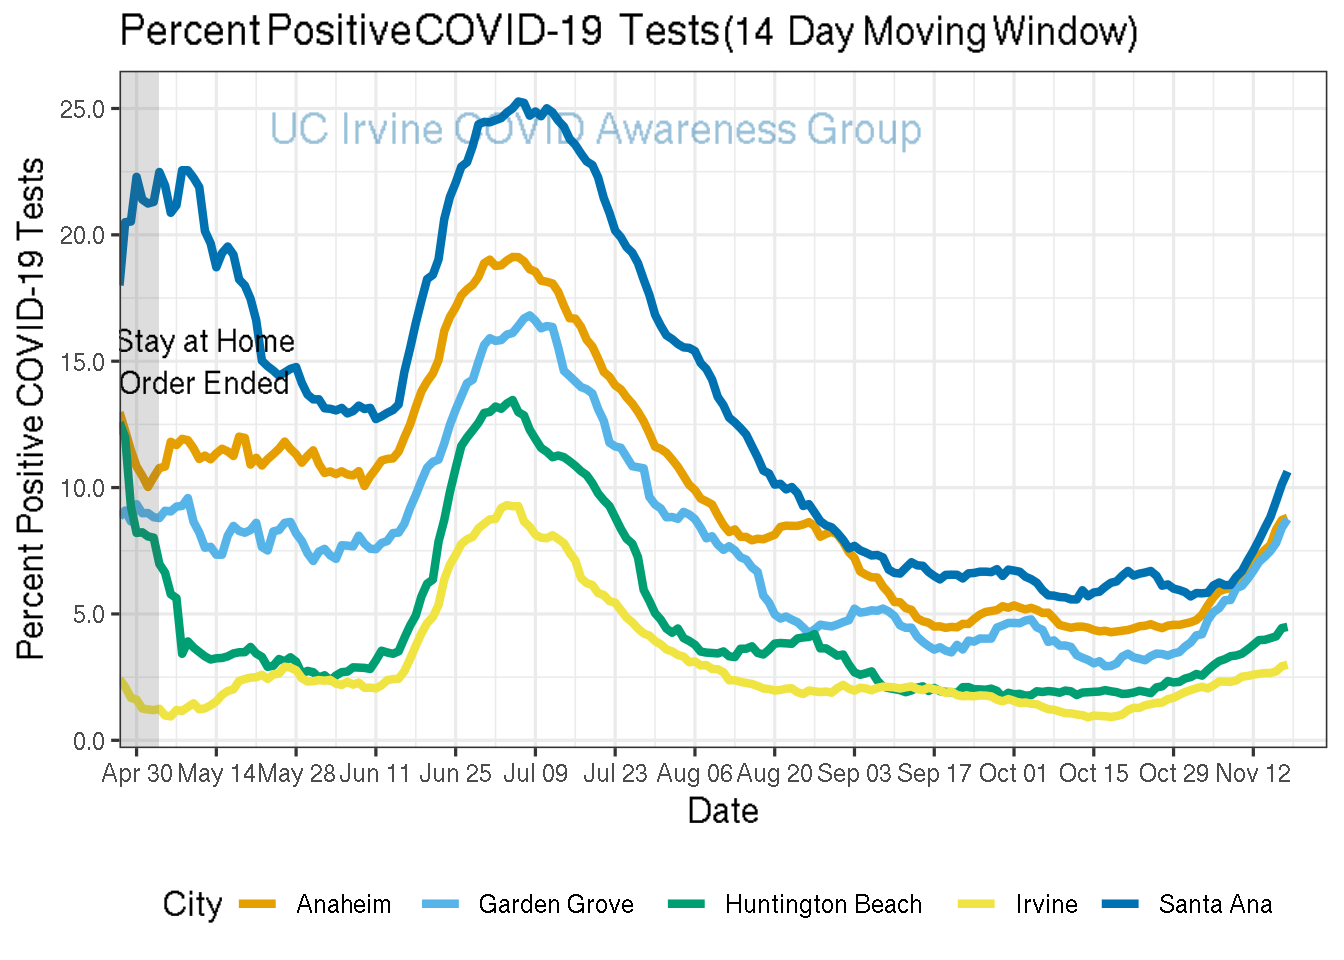 Percent Positive COVID-19 Tests(14 Day Moving Window)
UC Irvine COVID Awareness Group
Percent Positive COVID-19 Tests
25.0
20.0
15.0
10.0
5.0
0.0
Stay at Home
Order Ended
Apr 30 May 14 May 28 Jun 11 Jun 25 Jul 09 Jul 23 Aug 06 Aug 20 Sep 03 Sep 17 Oct 01 Oct 15 Oct 29 Nov 12
Date
City Anaheim Garden Grove Huntington Beach Irvine Santa Ana